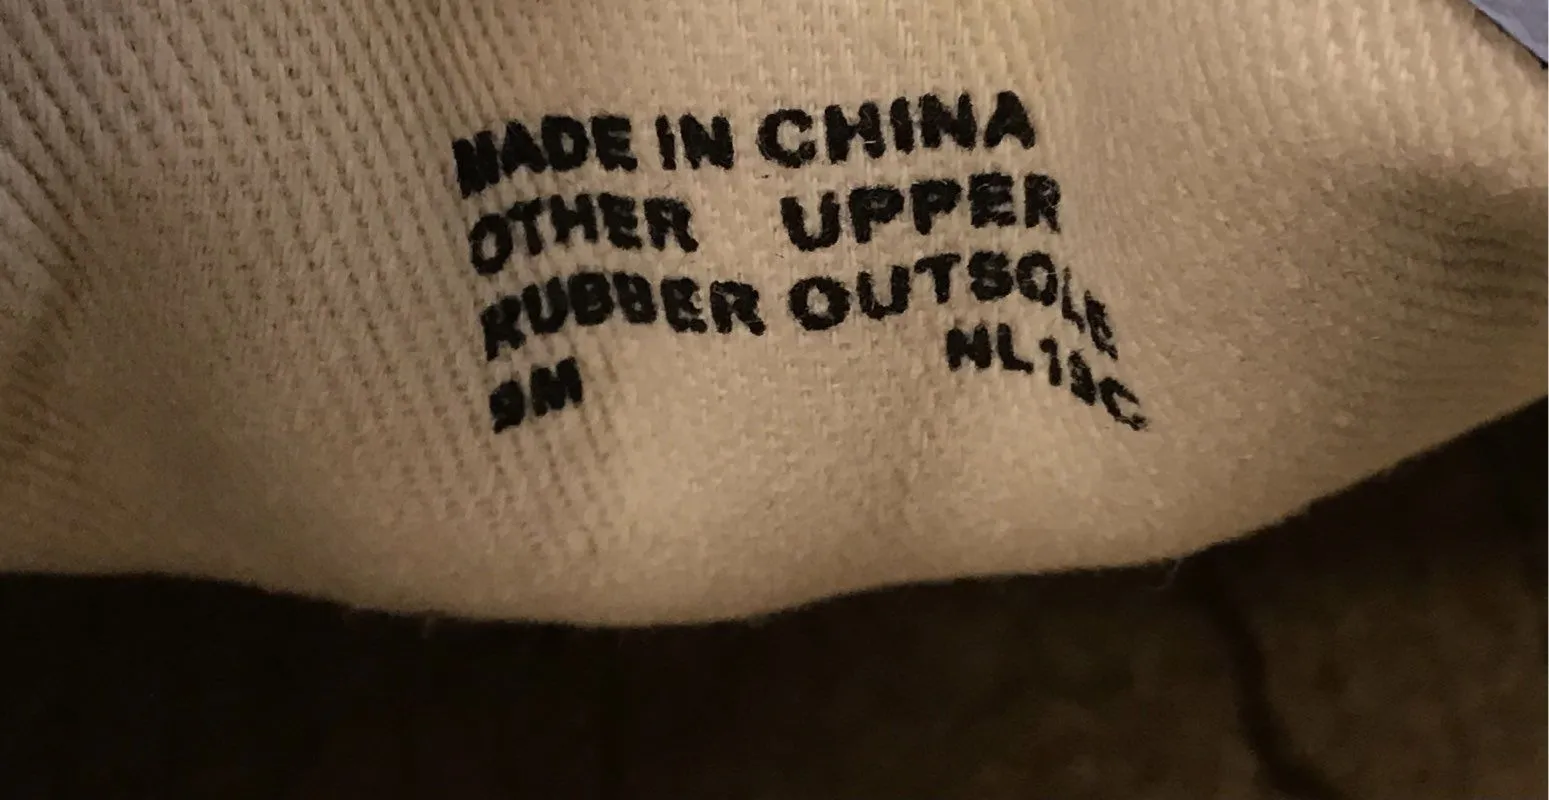 MADE IN CHINA
OTHER UPPER
RUBBER OUTSOLE
9M NL19C